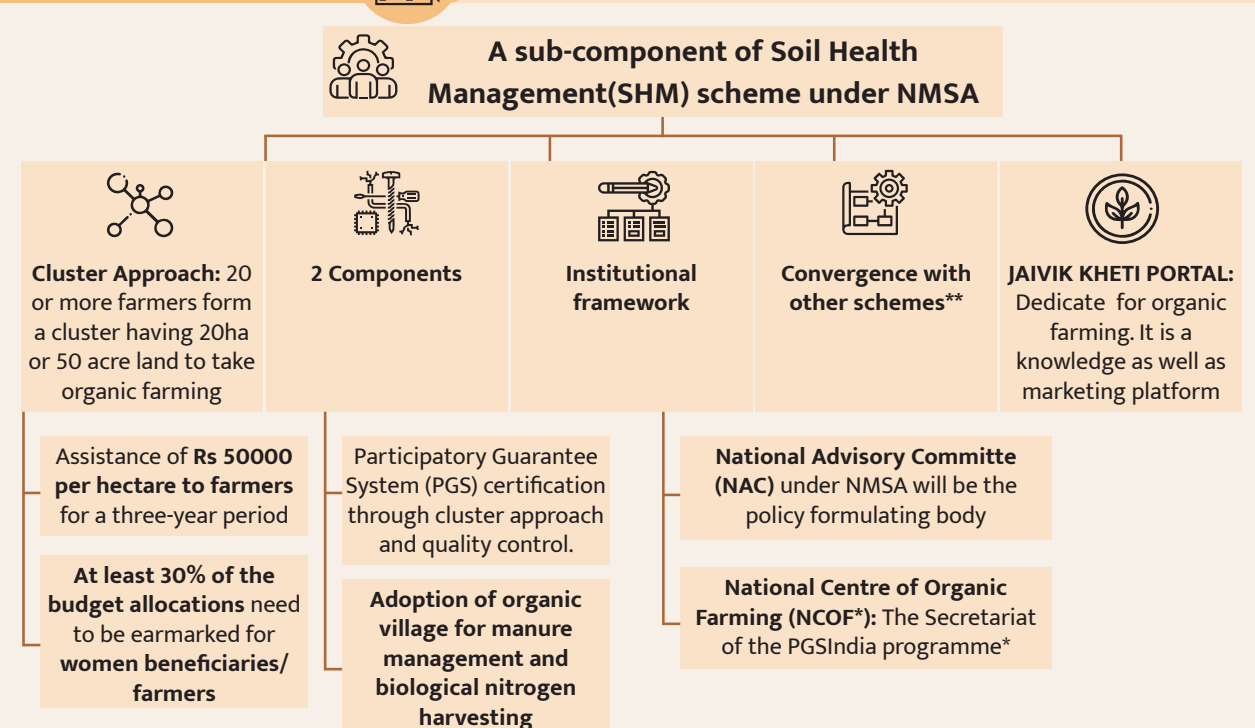 A sub-component of Soil Health
Management(SHM) scheme under NMSA
Cluster Approach: 20
or more farmers form
a cluster having 20ha
or 50 acre land to take
organic farming
2 Components
Institutional
framework
Convergence with
other schemes**
JAIVIK KHETI PORTAL:
Dedicate for organic
farming. It is a
knowledge as well as
marketing platform
Assistance of Rs 50000
per hectare to farmers
for a three-year period
At least 30% of the
budget allocations need
to be earmarked for
women beneficiaries/
farmers
Participatory Guarantee
System (PGS) certification
through cluster approach
and quality control.
Adoption of organic
village for manure
management and
biological nitrogen
harvesting
National Advisory Committe
(NAC) under NMSA will be the
policy formulating body
National Centre of Organic
Farming (NCOF*): The Secretariat
of the PGSIndia programme*